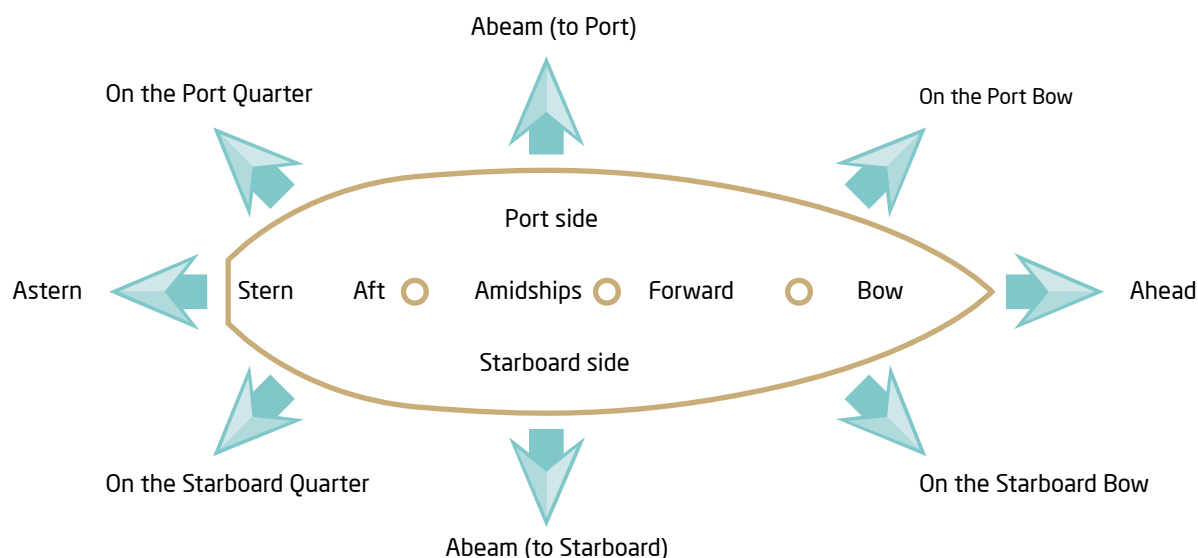 Abeam (to Port)
On the Port Quarter
On the Port Bow
Port side
Astern
Stern
Aft
Amidships
Forward
Bow
Ahead
Starboard side
On the Starboard Quarter
On the Starboard Bow
Abeam (to Starboard)